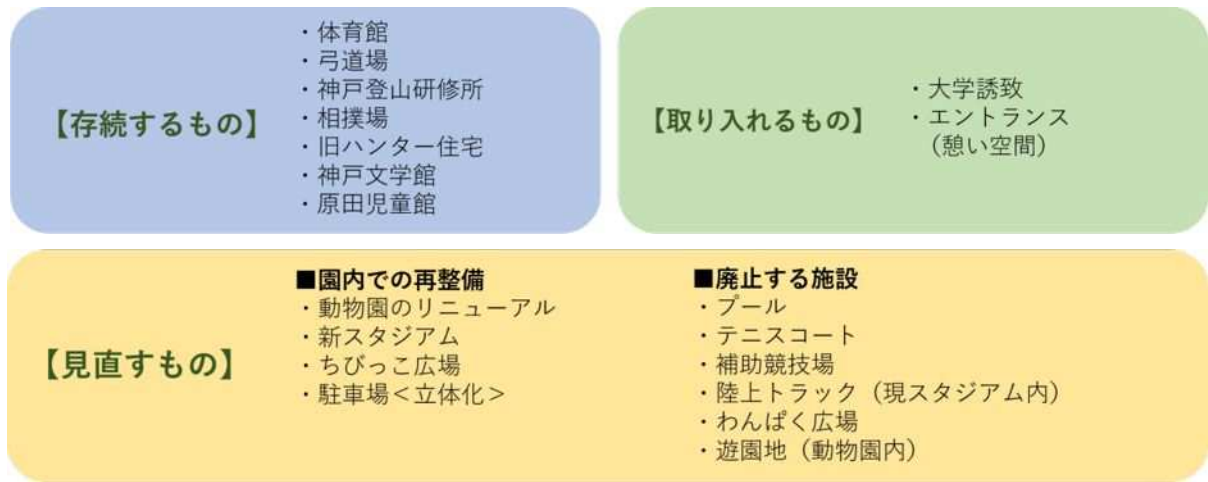 【存続するもの】
・体育館
・弓道場
・神戸登山研修所
・相撲場
・旧ハンター住宅
・神戸文学館
・原田児童館
【取り入れるもの】
・大学誘致
・エントランス
（憩い空間）
【見直すもの】
■園内での再整備
・動物園のリニューアル
・新スタジアム
・ちびっこ広場
・駐車場＜立体化＞
■廃止する施設
・プール
・テニスコート
・補助競技場
・陸上トラック（現スタジアム内）
・わんぱく広場
・遊園地（動物園内）